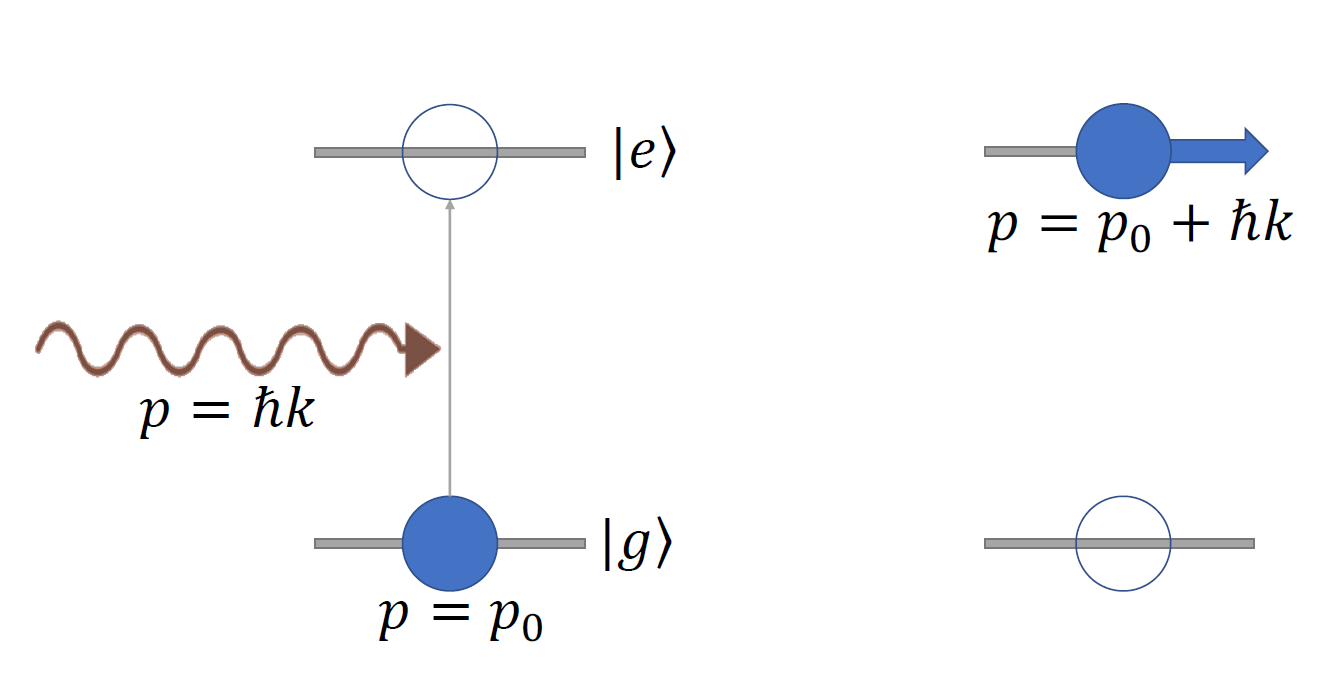 |e⟩
p = p₀ + ℏk
p = ℏk
|g⟩
p = p₀